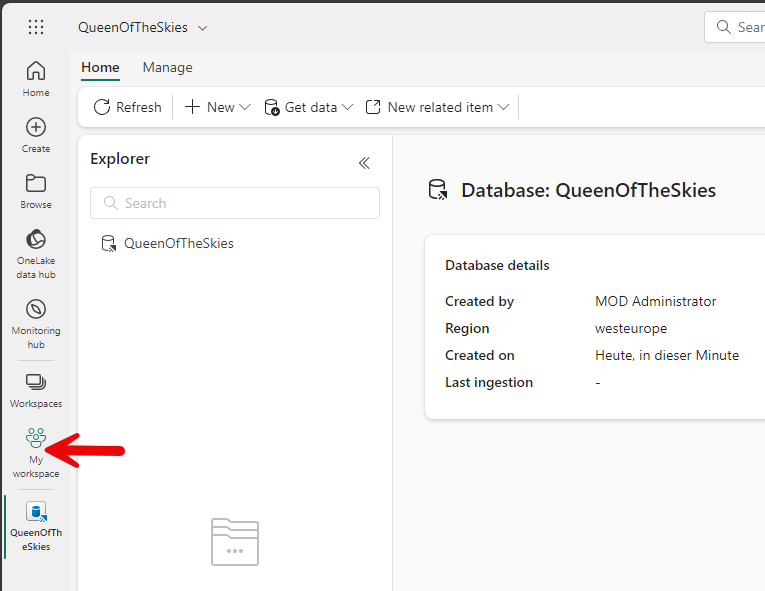 QueenOfTheSkies
Sear
Home
Manage
Refresh
New
Get data
New related item
Home
Create
Browse
OneLake
data hub
Monitoring
hub
Workspaces
My
workspace
QueenOfTh
eSkies
Explorer
Search
QueenOfTheSkies
Database: QueenOfTheSkies
Database details
Created by MOD Administrator
Region westeurope
Created on Heute, in dieser Minute
Last ingestion -